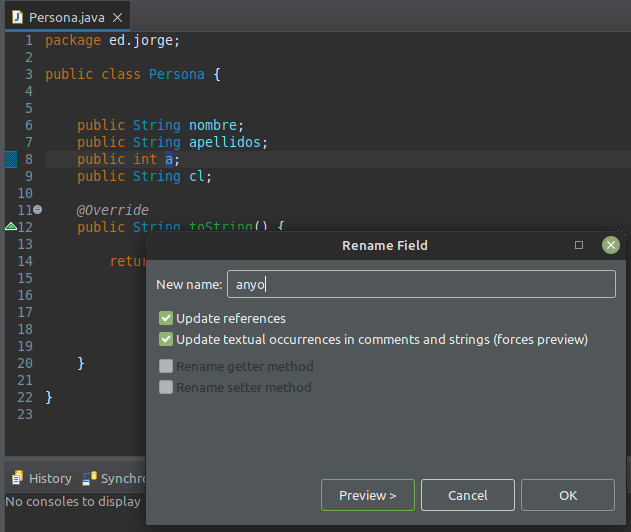 Persona.java
1 package ed.jorge;
2
3 public class Persona {
4
5
6 public String nombre;
7 public String apellidos;
8 public int a;
9 public String cl;
10
11 @Override
12 public String toString() {
13
14 retur
15
16
17
18
19
20 }
21
22 }
23
Rename Field
New name: anyo
Update references
Update textual occurrences in comments and strings (forces preview)
Rename getter method
Rename setter method
Preview > Cancel OK
History Synchro
No consoles to display